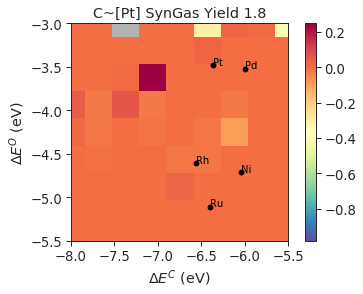 C~[Pt] SynGas Yield 1.8
−3.0
−3.5
−4.0
−4.5
−5.0
−5.5
ΔE^O (eV)
Pt
Pd
Rh
Ni
Ru
−8.0 −7.5 −7.0 −6.5 −6.0 −5.5
ΔE^C (eV)
0.2
0.0
−0.2
−0.4
−0.6
−0.8